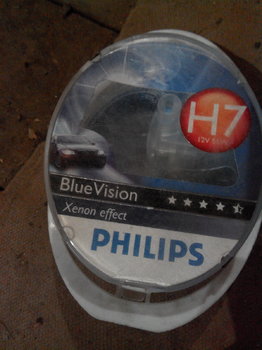 H7
12V 55W
BlueVision
Xenon effect
PHILIPS